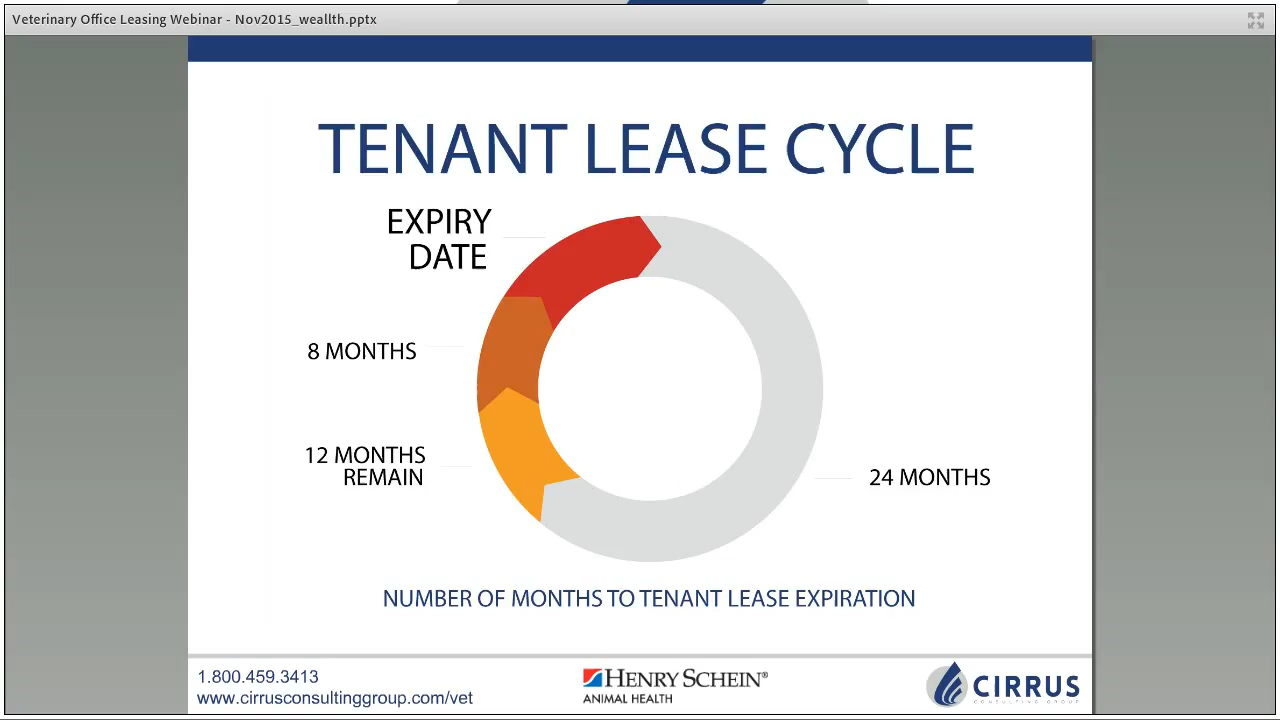 Veterinary Office Leasing Webinar - Nov2015_weallth.pptx
TENANT LEASE CYCLE
EXPIRY
DATE
8 MONTHS
12 MONTHS
REMAIN
24 MONTHS
NUMBER OF MONTHS TO TENANT LEASE EXPIRATION
1.800.459.3413
www.cirrusconsultinggroup.com/vet
HENRY SCHEIN®
ANIMAL HEALTH
CIRRUS
CONSULTING GROUP